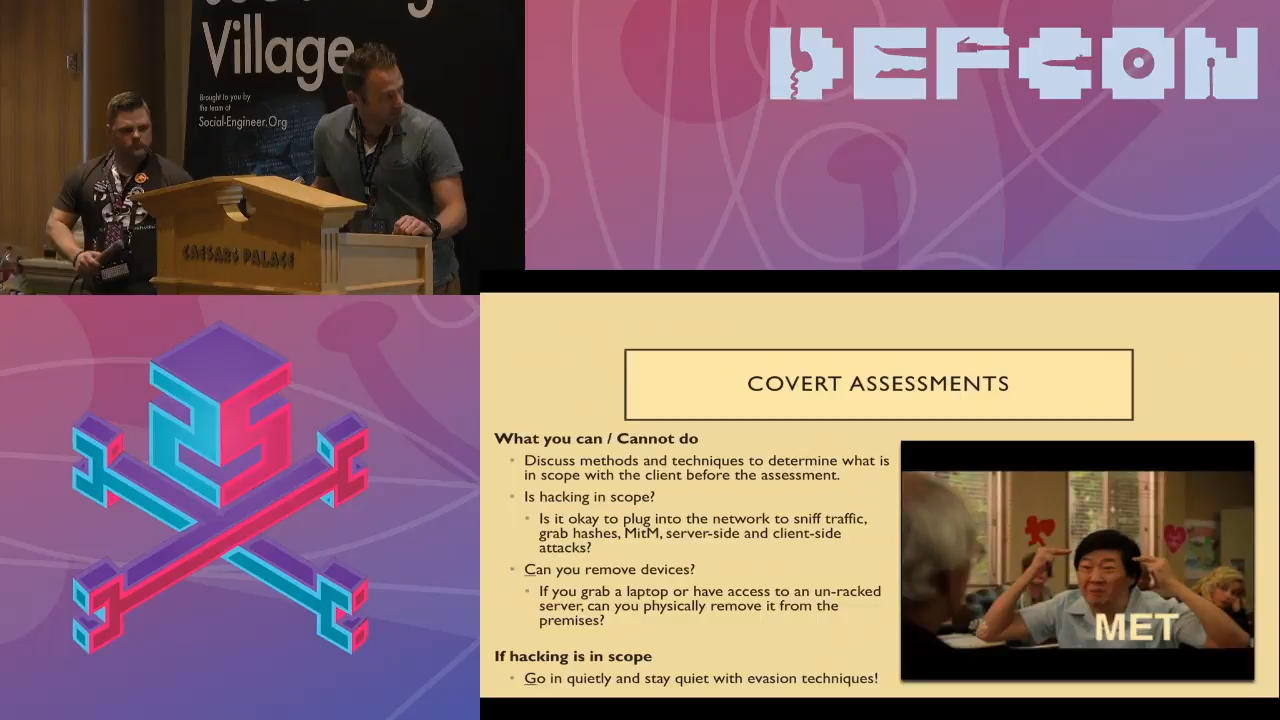 Village
Brought to you by
the team at
Social-Engineer.Org
CAESARS PALACE
DEFCON
COVERT ASSESSMENTS
What you can / Cannot do
Discuss methods and techniques to determine what is
in scope with the client before the assessment.
Is hacking in scope?
Is it okay to plug into the network to sniff traffic,
grab hashes, MitM, server-side and client-side
attacks?
Can you remove devices?
If you grab a laptop or have access to an un-racked
server, can you physically remove it from the
premises?
If hacking is in scope
Go in quietly and stay quiet with evasion techniques!
MET